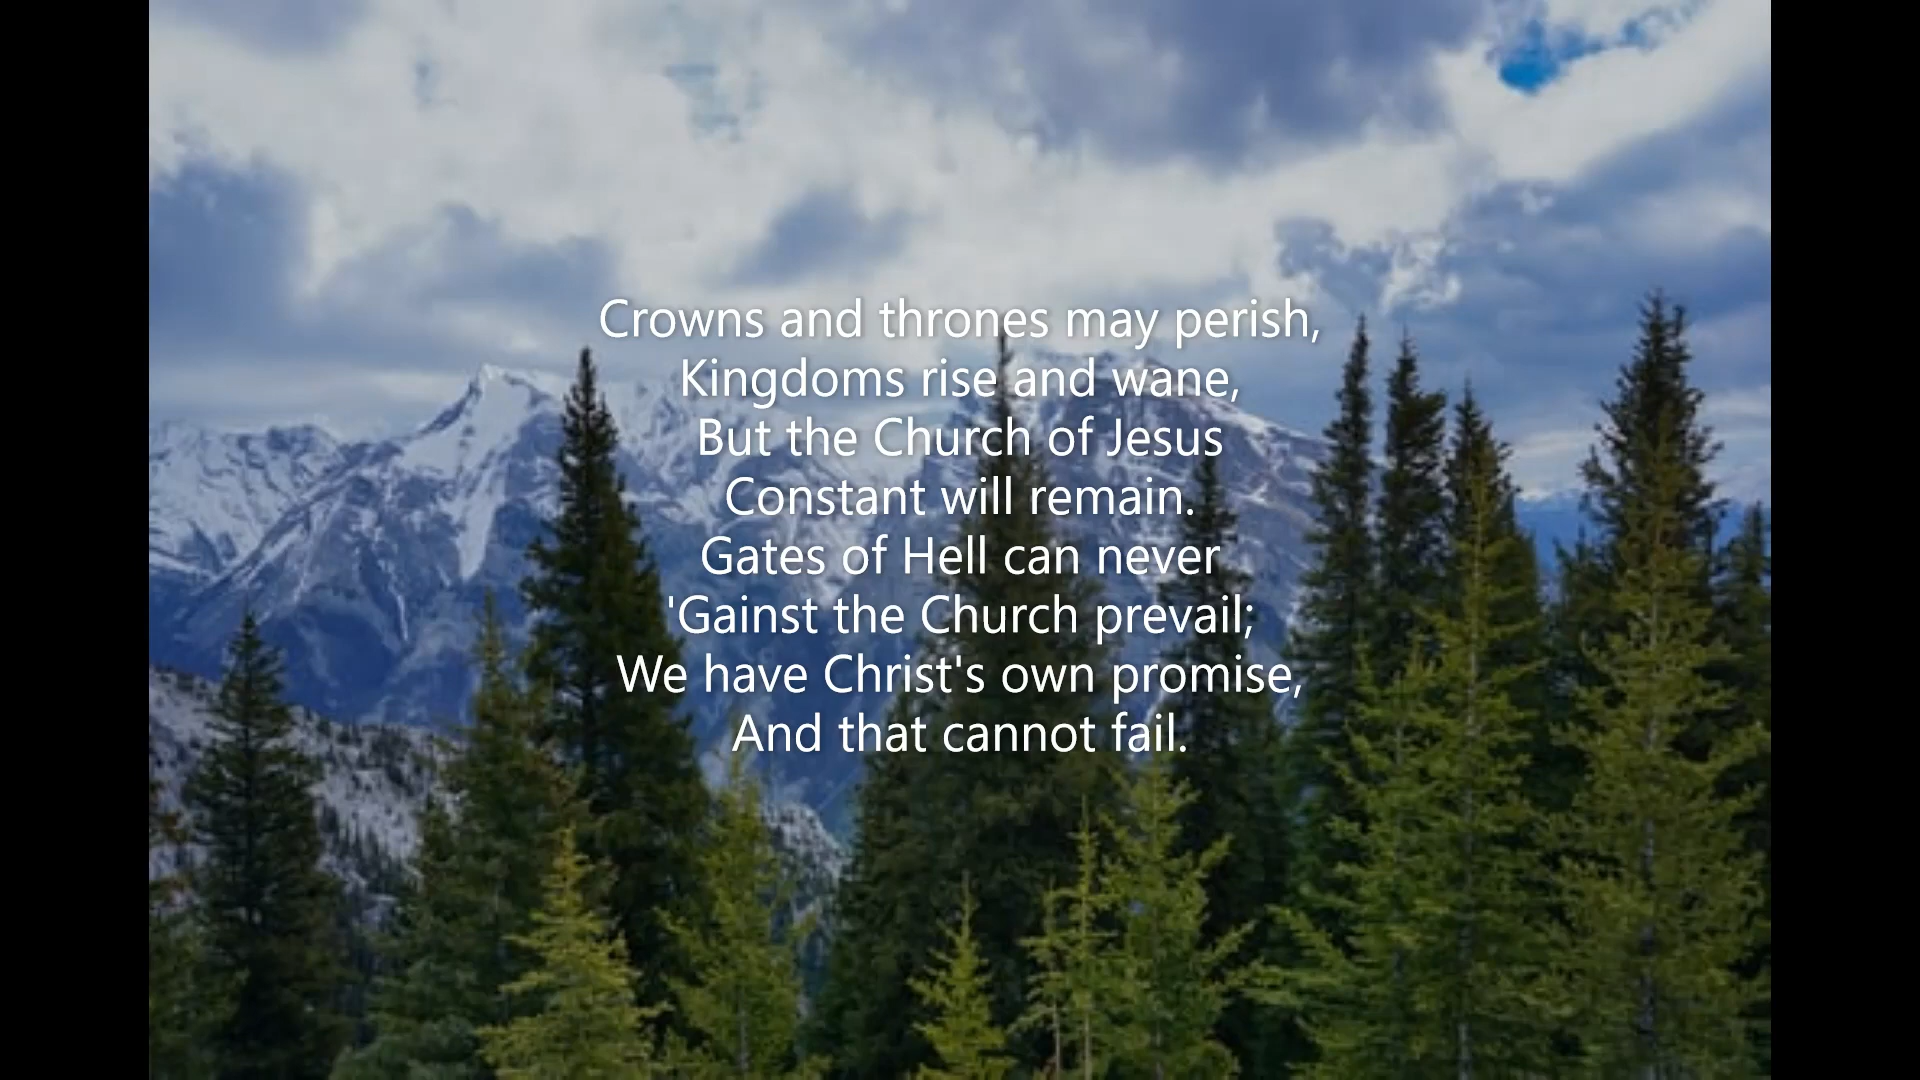 Crowns and thrones may perish,
Kingdoms rise and wane,
But the Church of Jesus
Constant will remain.
Gates of Hell can never
'Gainst the Church prevail;
We have Christ's own promise,
And that cannot fail.